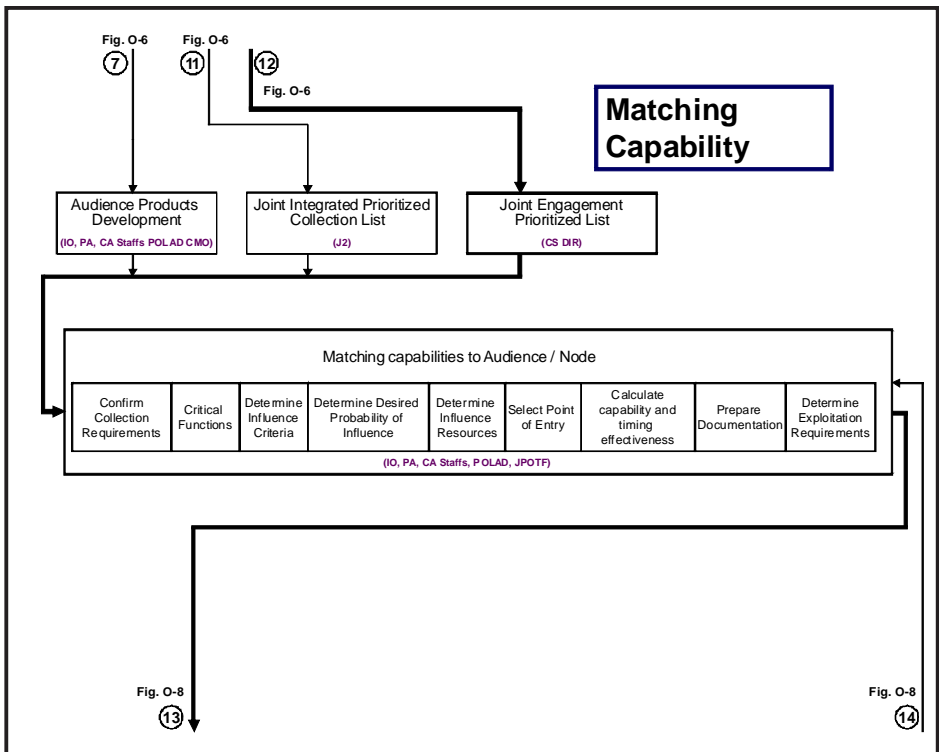 Fig. O-6
7
Fig. O-6
11
12
Fig. O-6
Matching
Capability
Audience Products
Development
(IO, PA, CA Staffs POLAD CMO)
Joint Integrated Prioritized
Collection List
(J2)
Joint Engagement
Prioritized List
(CS DIR)
Matching capabilities to Audience / Node
Confirm
Collection
Requirements
Critical
Functions
Determine
Influence
Criteria
Determine Desired
Probability of
Influence
Determine
Influence
Resources
Select Point
of Entry
Calculate
capability and
timing
effectiveness
Prepare
Documentation
Determine
Exploitation
Requirements
(IO, PA, CA Staffs, POLAD, JPOTF)
Fig. O-8
13
Fig. O-8
14